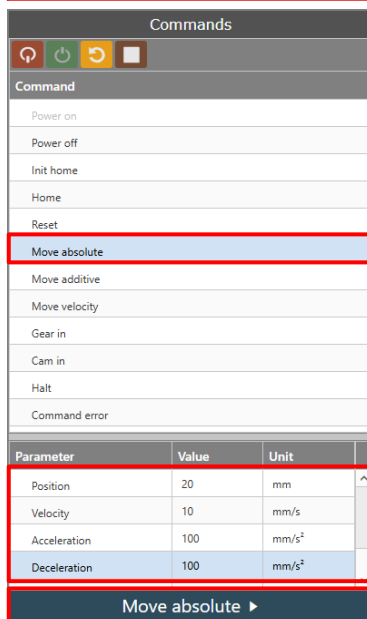 Commands
Command
Power on
Power off
Init home
Home
Reset
Move absolute
Move additive
Move velocity
Gear in
Cam in
Halt
Command error
Parameter Value Unit
Position 20 mm
Velocity 10 mm/s
Acceleration 100 mm/s²
Deceleration 100 mm/s²
Move absolute